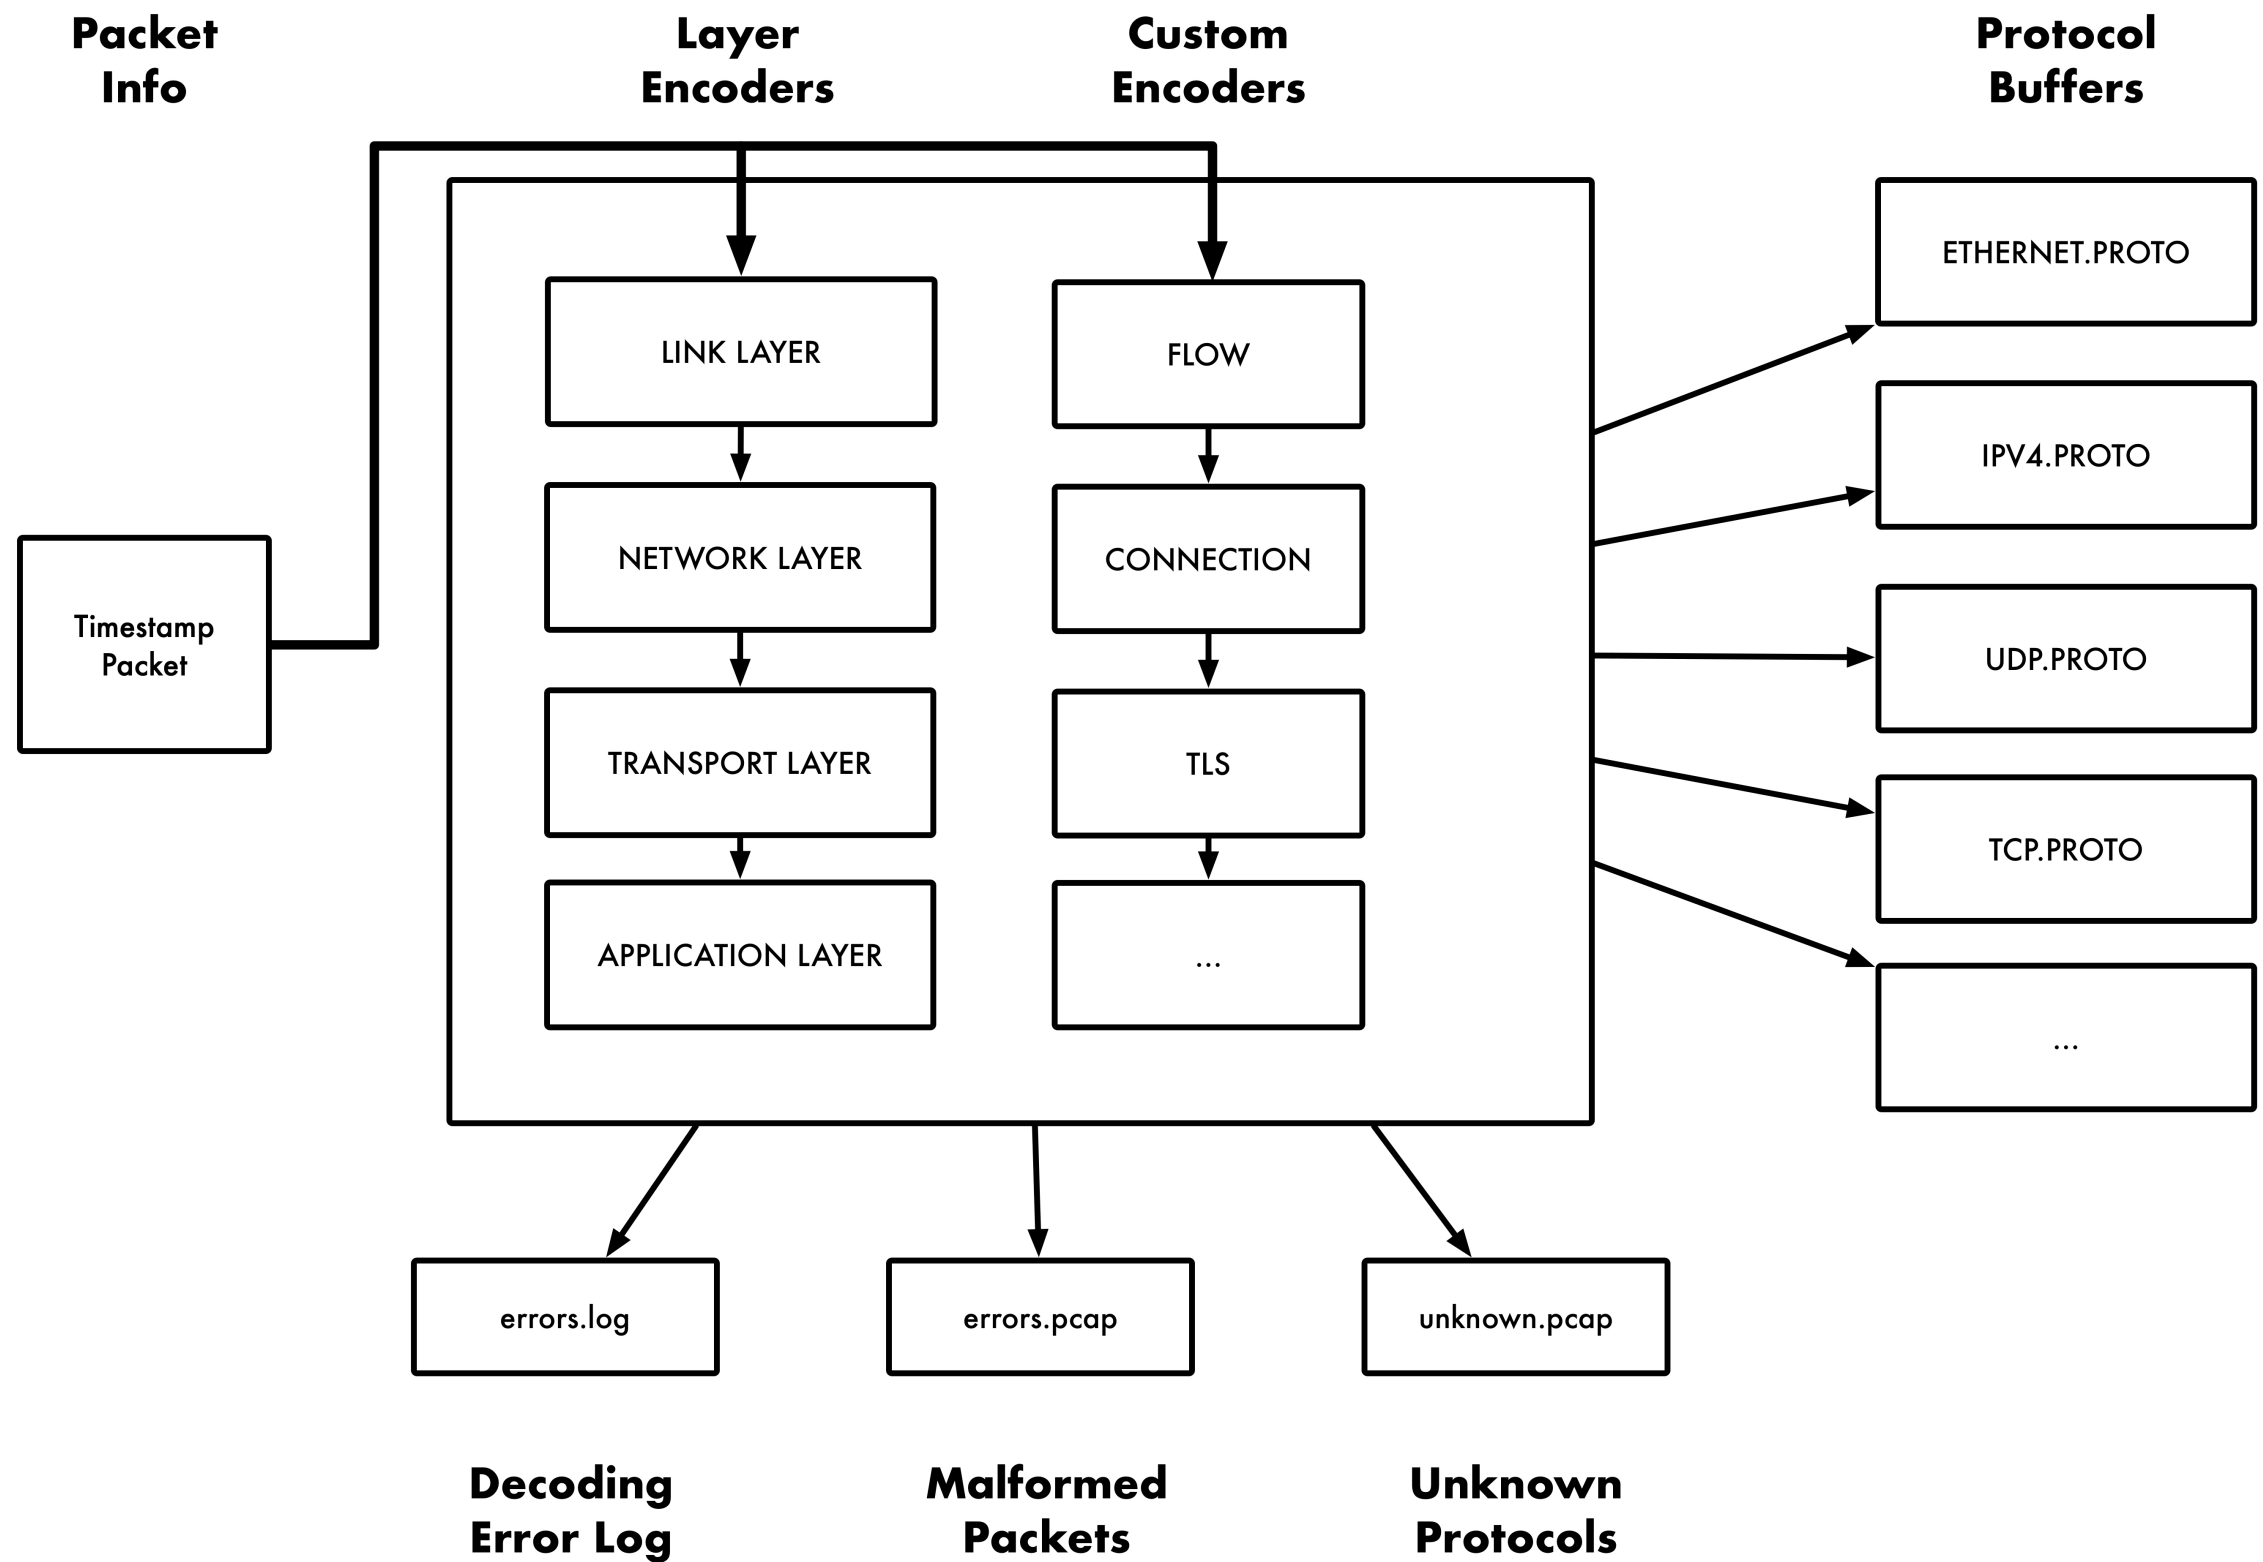 Packet
Info
Layer
Encoders
Custom
Encoders
Protocol
Buffers
Timestamp
Packet
LINK LAYER
NETWORK LAYER
TRANSPORT LAYER
APPLICATION LAYER
FLOW
CONNECTION
TLS
...
ETHERNET.PROTO
IPV4.PROTO
UDP.PROTO
TCP.PROTO
...
errors.log
errors.pcap
unknown.pcap
Decoding
Error Log
Malformed
Packets
Unknown
Protocols